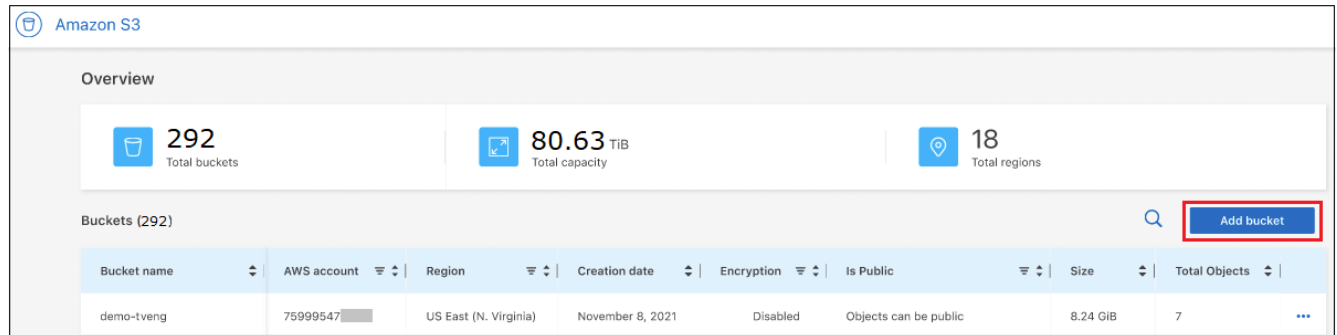 Amazon S3
Overview
292
Total buckets
80.63 TiB
Total capacity
18
Total regions
Buckets (292)
Add bucket
Bucket name AWS account Region Creation date Encryption Is Public Size Total Objects
demo-tveng 75999547 US East (N. Virginia) November 8, 2021 Disabled Objects can be public 8.24 GiB 7